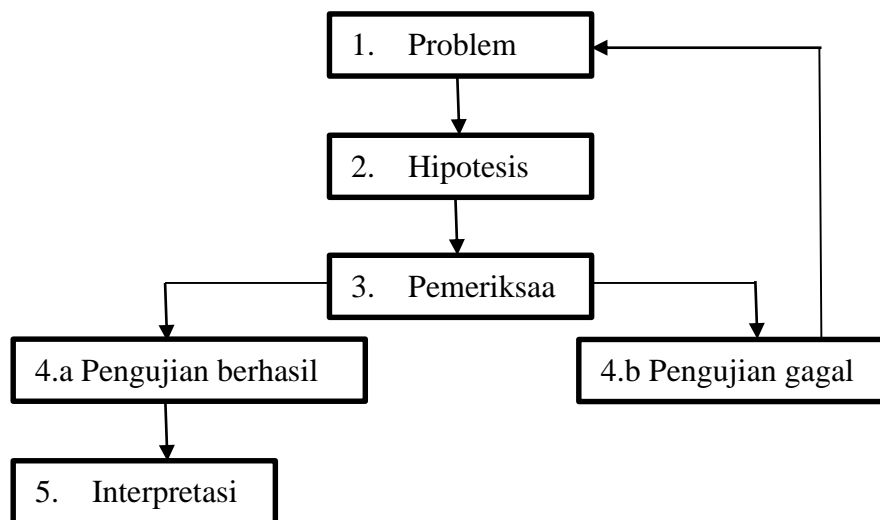 1. Problem
2. Hipotesis
3. Pemeriksaa
4.a Pengujian berhasil
4.b Pengujian gagal
5. Interpretasi